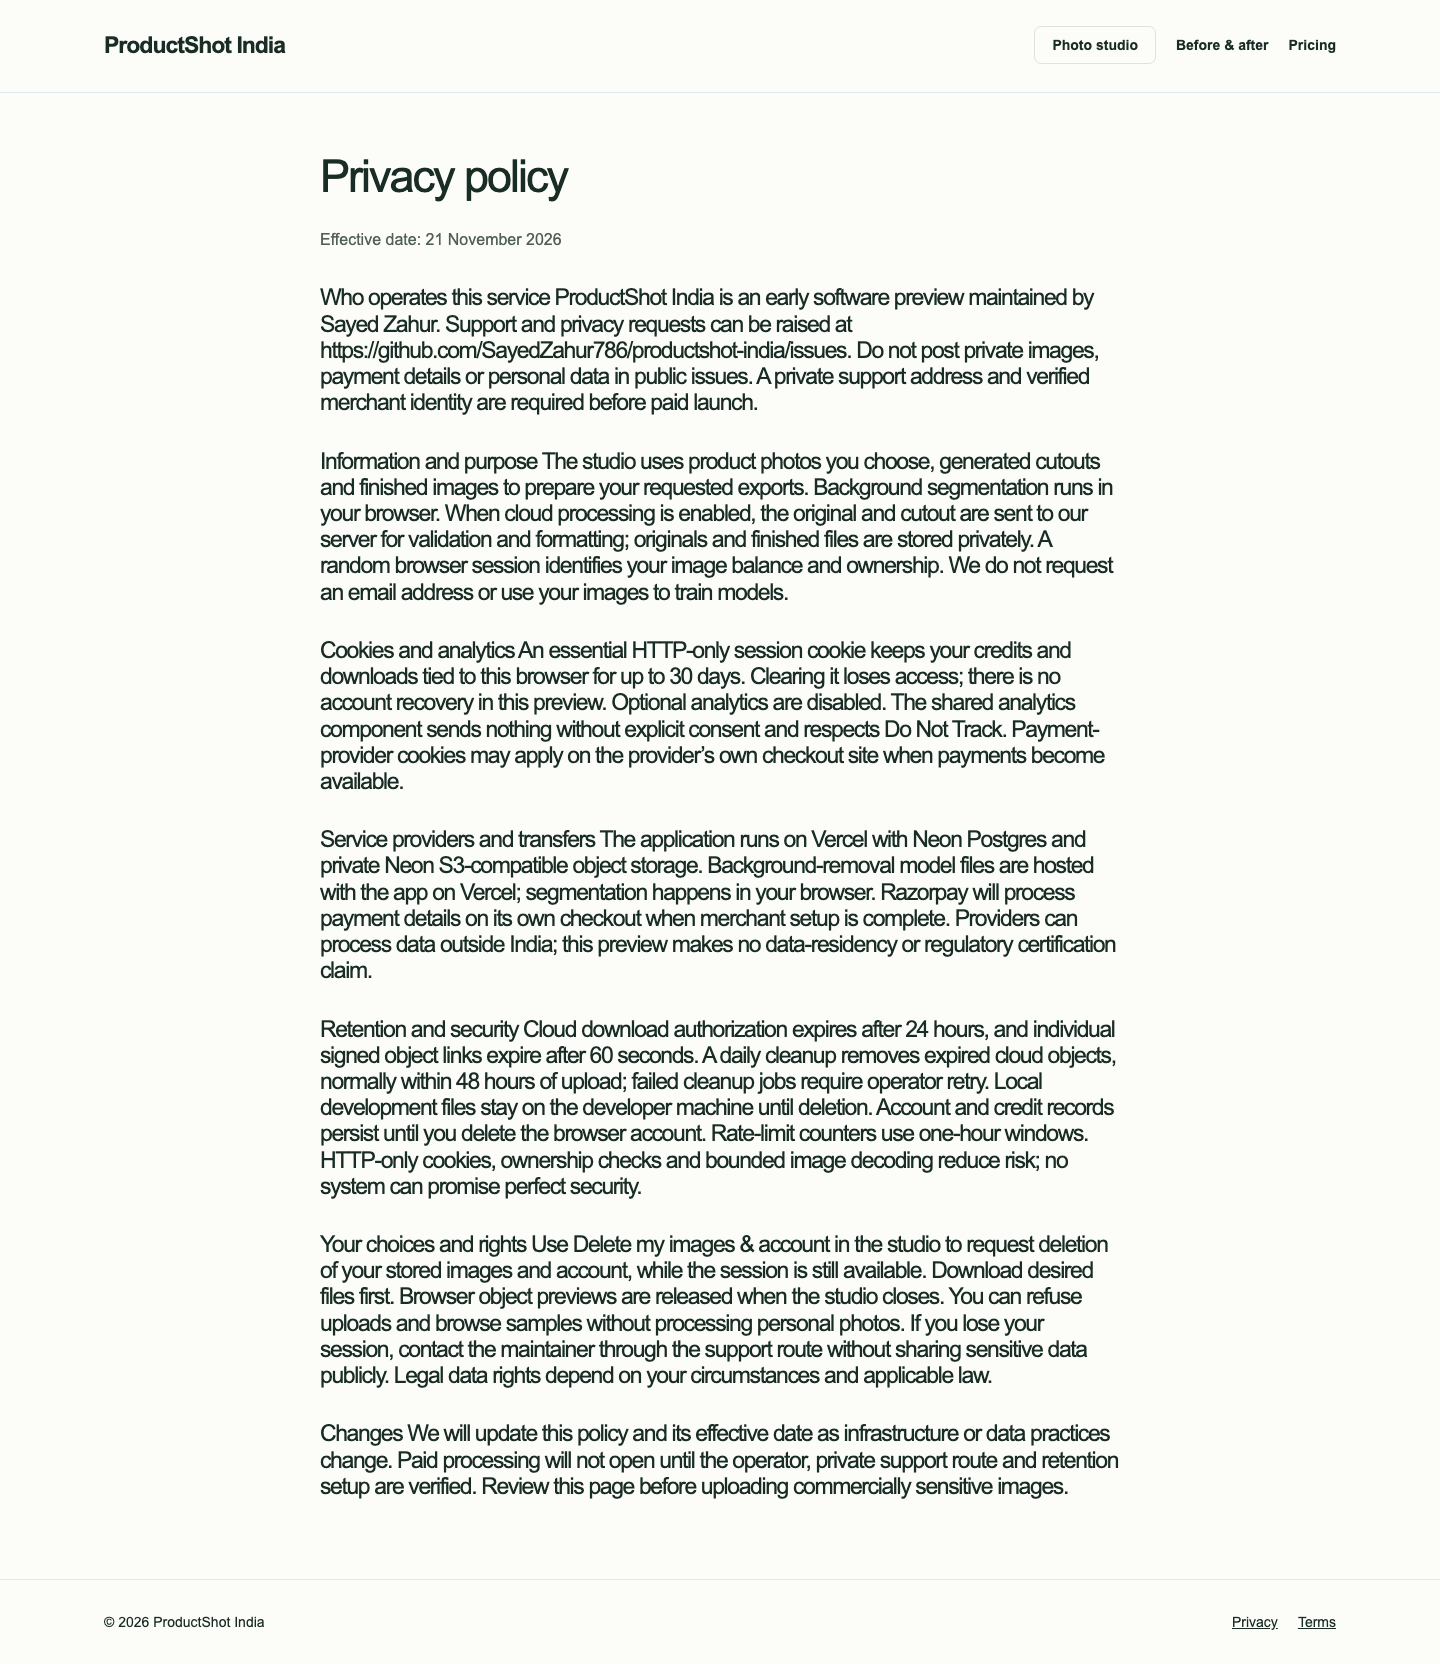 ProductShot India
Photo studio
Before & after
Pricing
Privacy policy
Effective date: 21 November 2026
Who operates this service ProductShot India is an early software preview maintained by
Sayed Zahur. Support and privacy requests can be raised at
https://github.com/SayedZahur786/productshot-india/issues. Do not post private images,
payment details or personal data in public issues. A private support address and verified
merchant identity are required before paid launch.
Information and purpose The studio uses product photos you choose, generated cutouts
and finished images to prepare your requested exports. Background segmentation runs in
your browser. When cloud processing is enabled, the original and cutout are sent to our
server for validation and formatting; originals and finished files are stored privately. A
random browser session identifies your image balance and ownership. We do not request
an email address or use your images to train models.
Cookies and analytics An essential HTTP-only session cookie keeps your credits and
downloads tied to this browser for up to 30 days. Clearing it loses access; there is no
account recovery in this preview. Optional analytics are disabled. The shared analytics
component sends nothing without explicit consent and respects Do Not Track. Payment-
provider cookies may apply on the provider’s own checkout site when payments become
available.
Service providers and transfers The application runs on Vercel with Neon Postgres and
private Neon S3-compatible object storage. Background-removal model files are hosted
with the app on Vercel; segmentation happens in your browser. Razorpay will process
payment details on its own checkout when merchant setup is complete. Providers can
process data outside India; this preview makes no data-residency or regulatory certification
claim.
Retention and security Cloud download authorization expires after 24 hours, and individual
signed object links expire after 60 seconds. A daily cleanup removes expired cloud objects,
normally within 48 hours of upload; failed cleanup jobs require operator retry. Local
development files stay on the developer machine until deletion. Account and credit records
persist until you delete the browser account. Rate-limit counters use one-hour windows.
HTTP-only cookies, ownership checks and bounded image decoding reduce risk; no
system can promise perfect security.
Your choices and rights Use Delete my images & account in the studio to request deletion
of your stored images and account, while the session is still available. Download desired
files first. Browser object previews are released when the studio closes. You can refuse
uploads and browse samples without processing personal photos. If you lose your
session, contact the maintainer through the support route without sharing sensitive data
publicly. Legal data rights depend on your circumstances and applicable law.
Changes We will update this policy and its effective date as infrastructure or data practices
change. Paid processing will not open until the operator, private support route and retention
setup are verified. Review this page before uploading commercially sensitive images.
© 2026 ProductShot India
Privacy
Terms